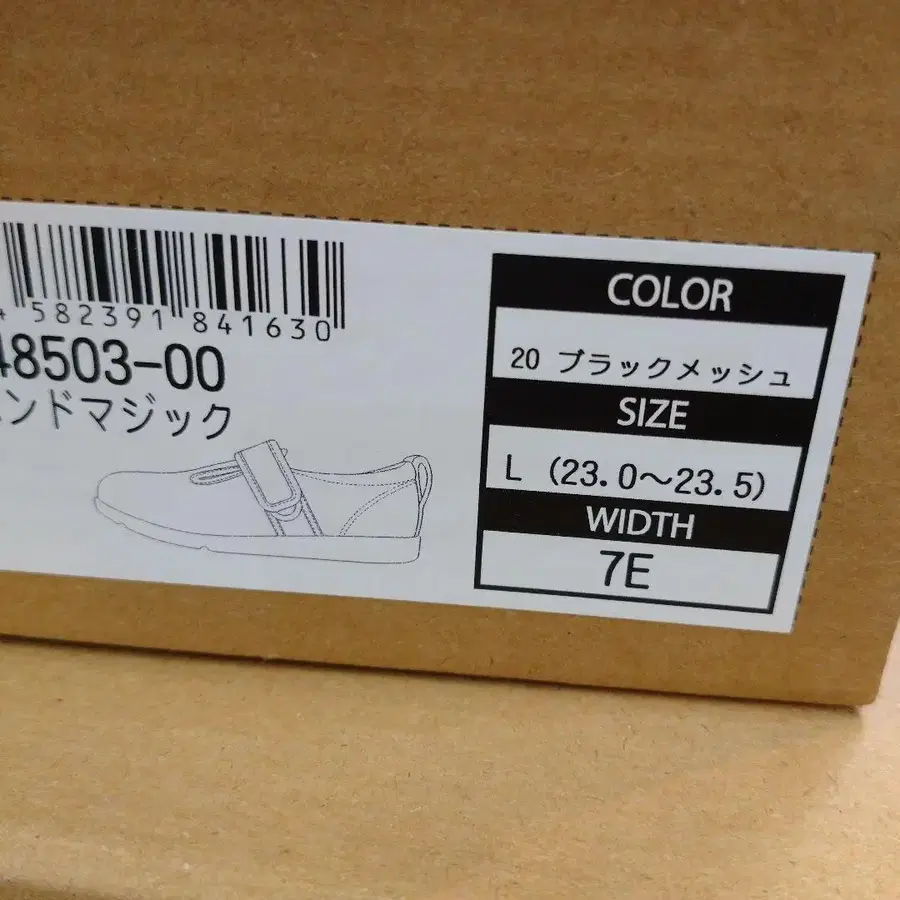 4 582391 841630
48503-00
ンドマジック
COLOR
20 ブラックメッシュ
SIZE
L (23.0～23.5)
WIDTH
7E